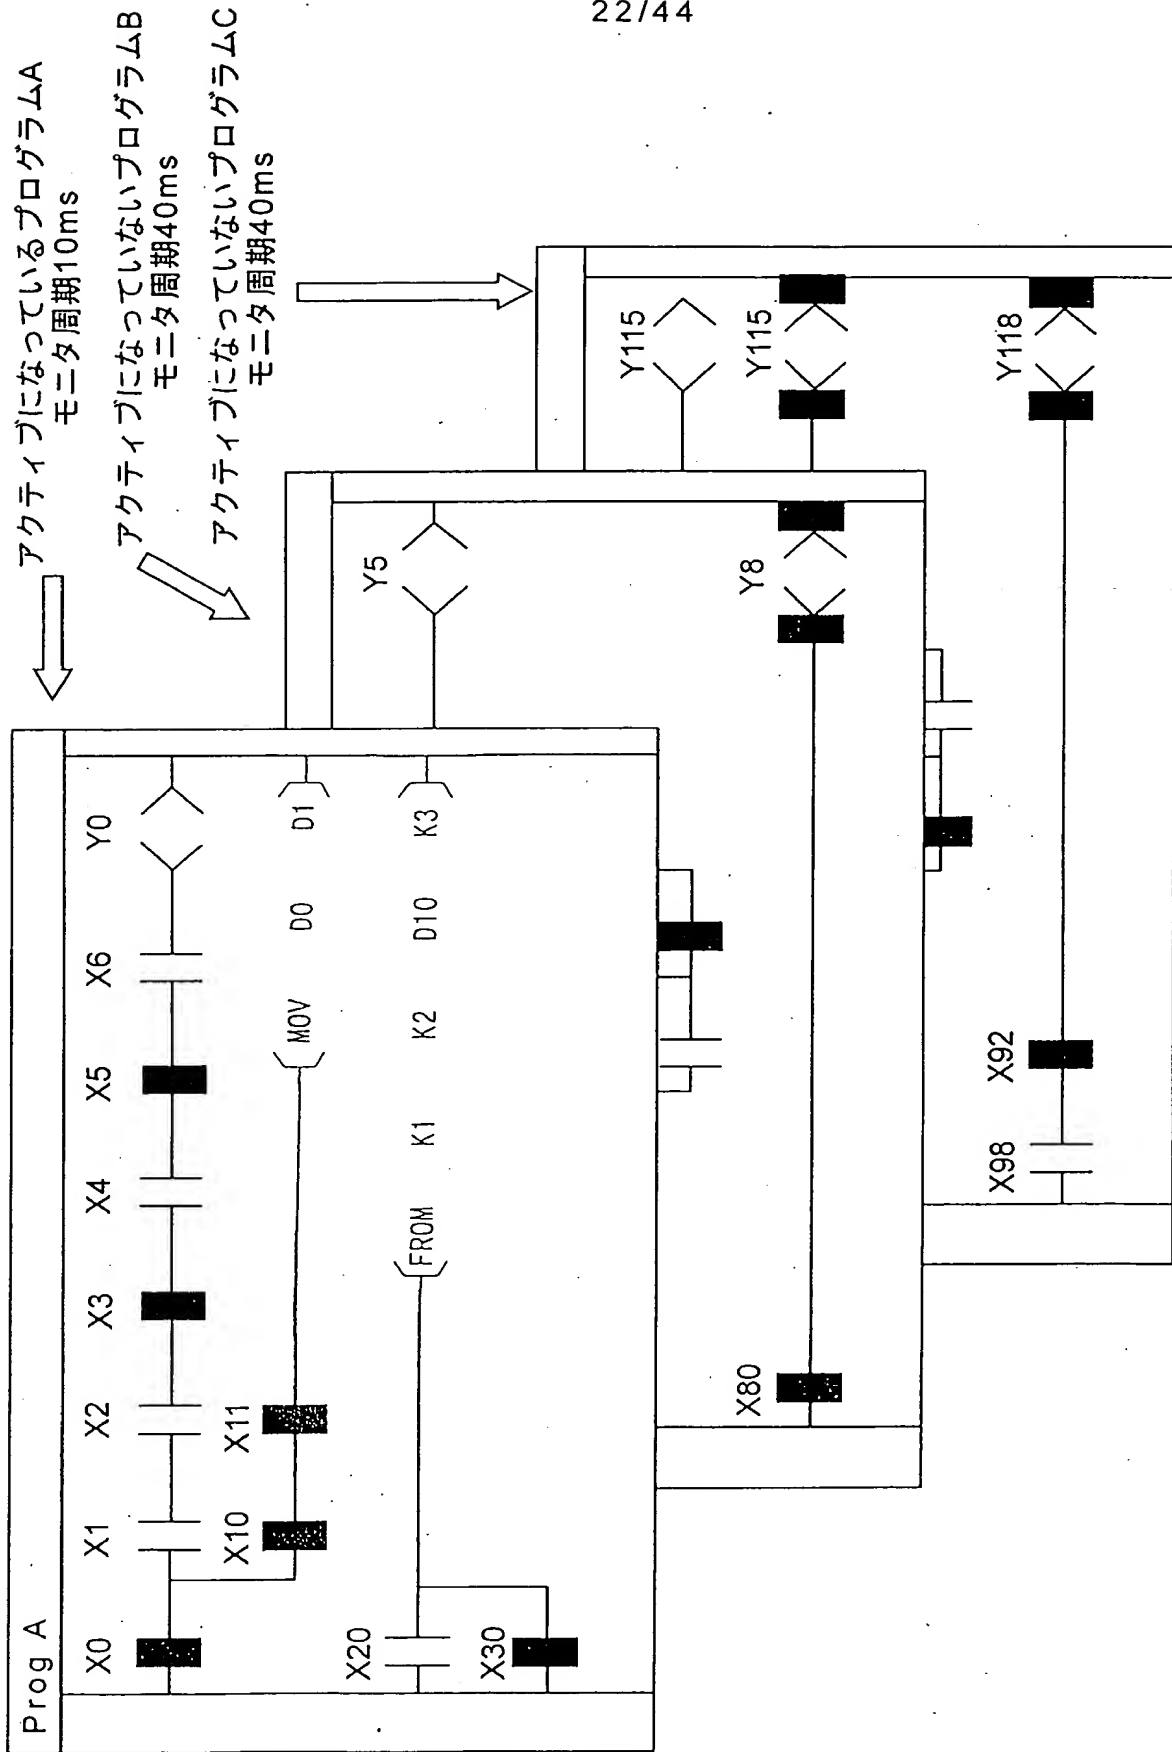 22/44
アクティブになっているプログラムA
モニタ周期10ms
アクティブになっていないプログラムB
モニタ周期40ms
アクティブになっていないプログラムC
モニタ周期40ms
Prog A
X0 X1 X2 X3 X4 X5 X6 Y0
X10 X11 MOV D0 D1
X20 FROM K1 K2 D10 K3
X30
Y5
X80 Y8
Y115
Y115
X98 X92 Y118